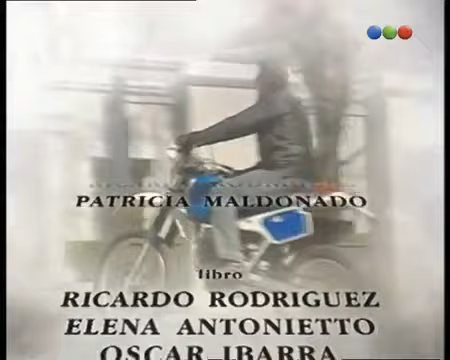 PATRICIA MALDONADO
libro
RICARDO RODRIGUEZ
ELENA ANTONIETTO
OSCAR IBARRA